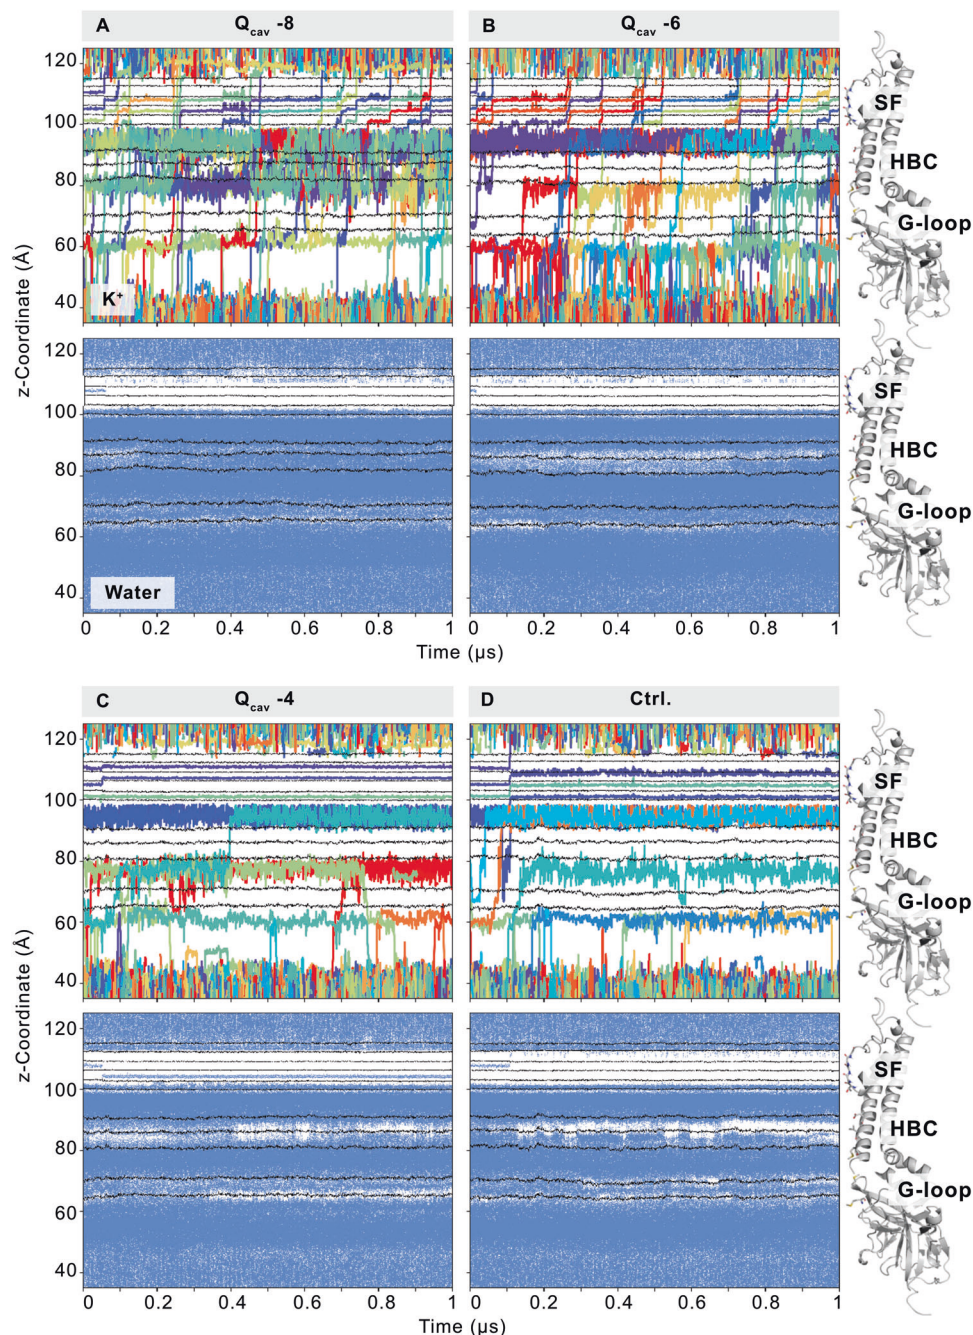 A Q_cav -8
B Q_cav -6
120
100
80
60
40
K⁺
SF
HBC
G-loop
z-Coordinate (Å)
120
100
80
60
40
Water
SF
HBC
G-loop
0 0.2 0.4 0.6 0.8 1
0 0.2 0.4 0.6 0.8 1
Time (µs)
C Q_cav -4
D Ctrl.
120
100
80
60
40
SF
HBC
G-loop
z-Coordinate (Å)
120
100
80
60
40
SF
HBC
G-loop
0 0.2 0.4 0.6 0.8 1
0 0.2 0.4 0.6 0.8 1
Time (µs)